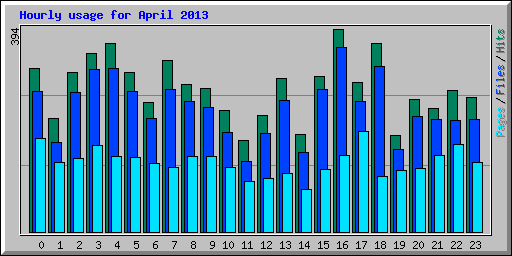 Hourly usage for April 2013
394
Pages / Files / Hits
0 1 2 3 4 5 6 7 8 9 10 11 12 13 14 15 16 17 18 19 20 21 22 23